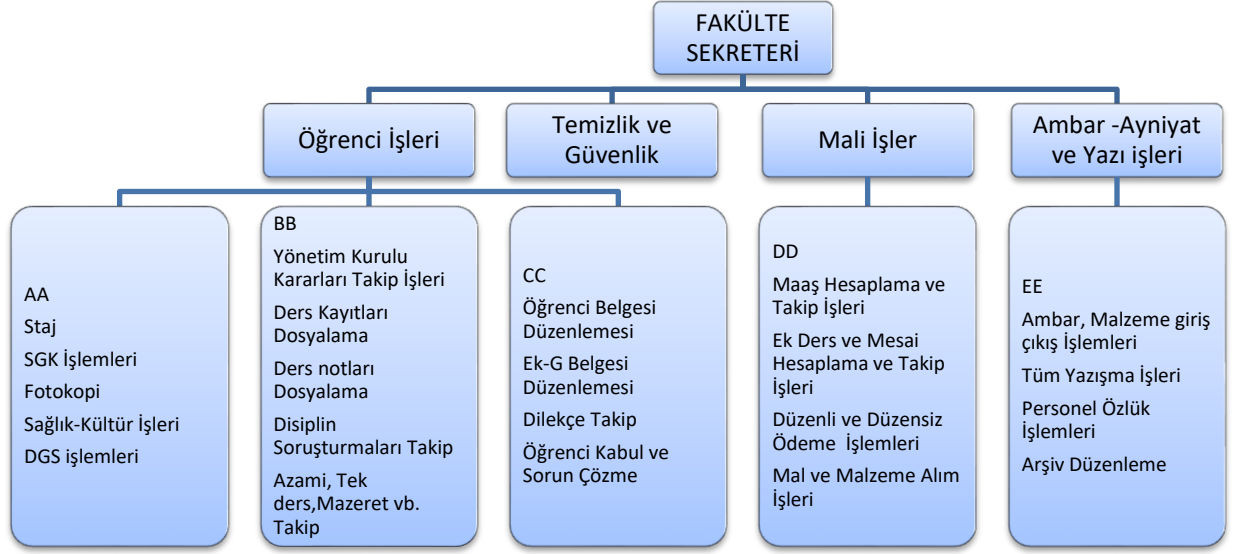 FAKÜLTE
SEKRETERİ
Öğrenci İşleri
Temizlik ve
Güvenlik
Mali İşler
Ambar -Ayniyat
ve Yazı işleri
AA
Staj
SGK İşlemleri
Fotokopi
Sağlık-Kültür İşleri
DGS işlemleri
BB
Yönetim Kurulu
Kararları Takip İşleri
Ders Kayıtları
Dosyalama
Ders notları
Dosyalama
Disiplin
Soruşturmaları Takip
Azami, Tek
ders,Mazeret vb.
Takip
CC
Öğrenci Belgesi
Düzenlemesi
Ek-G Belgesi
Düzenlemesi
Dilekçe Takip
Öğrenci Kabul ve
Sorun Çözme
DD
Maaş Hesaplama ve
Takip İşleri
Ek Ders ve Mesai
Hesaplama ve Takip
İşleri
Düzenli ve Düzensiz
Ödeme  İşlemleri
Mal ve Malzeme Alım
İşleri
EE
Ambar, Malzeme giriş
çıkış İşlemleri
Tüm Yazışma İşleri
Personel Özlük
İşlemleri
Arşiv Düzenleme